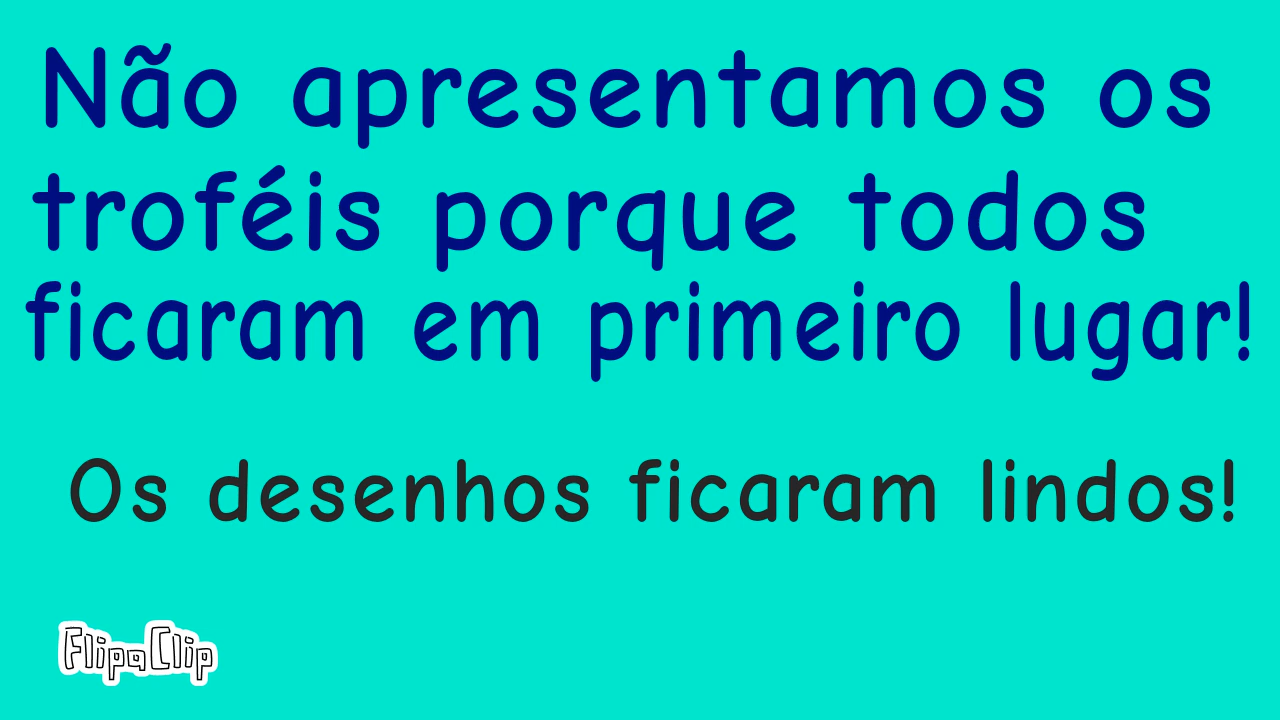 Não apresentamos os
troféis porque todos
ficaram em primeiro lugar!
Os desenhos ficaram lindos!
FlipaClip